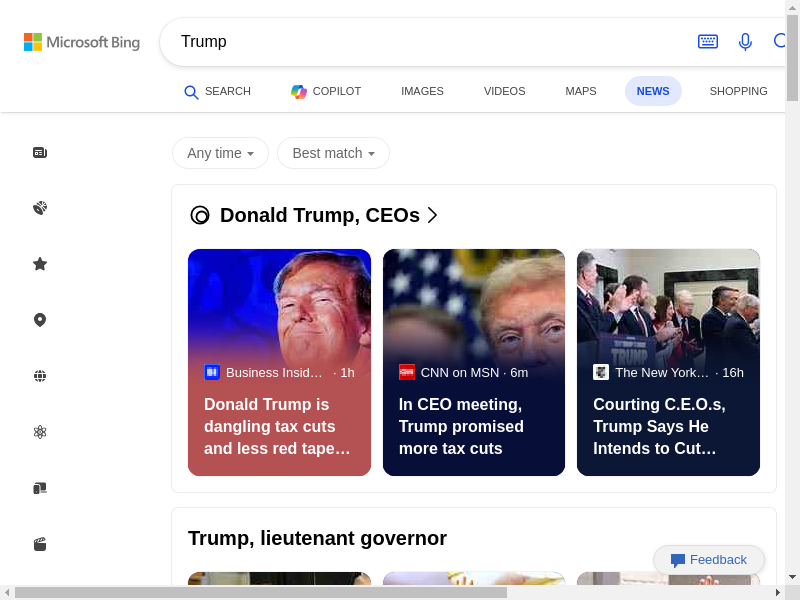 Microsoft Bing
Trump
SEARCH
COPILOT
IMAGES
VIDEOS
MAPS
NEWS
SHOPPING
Any time
Best match
Donald Trump, CEOs
Business Insid… · 1h
Donald Trump is
dangling tax cuts
and less red tape…
CNN on MSN · 6m
In CEO meeting,
Trump promised
more tax cuts
TRUMP
The New York… · 16h
Courting C.E.O.s,
Trump Says He
Intends to Cut…
Trump, lieutenant governor
Feedback